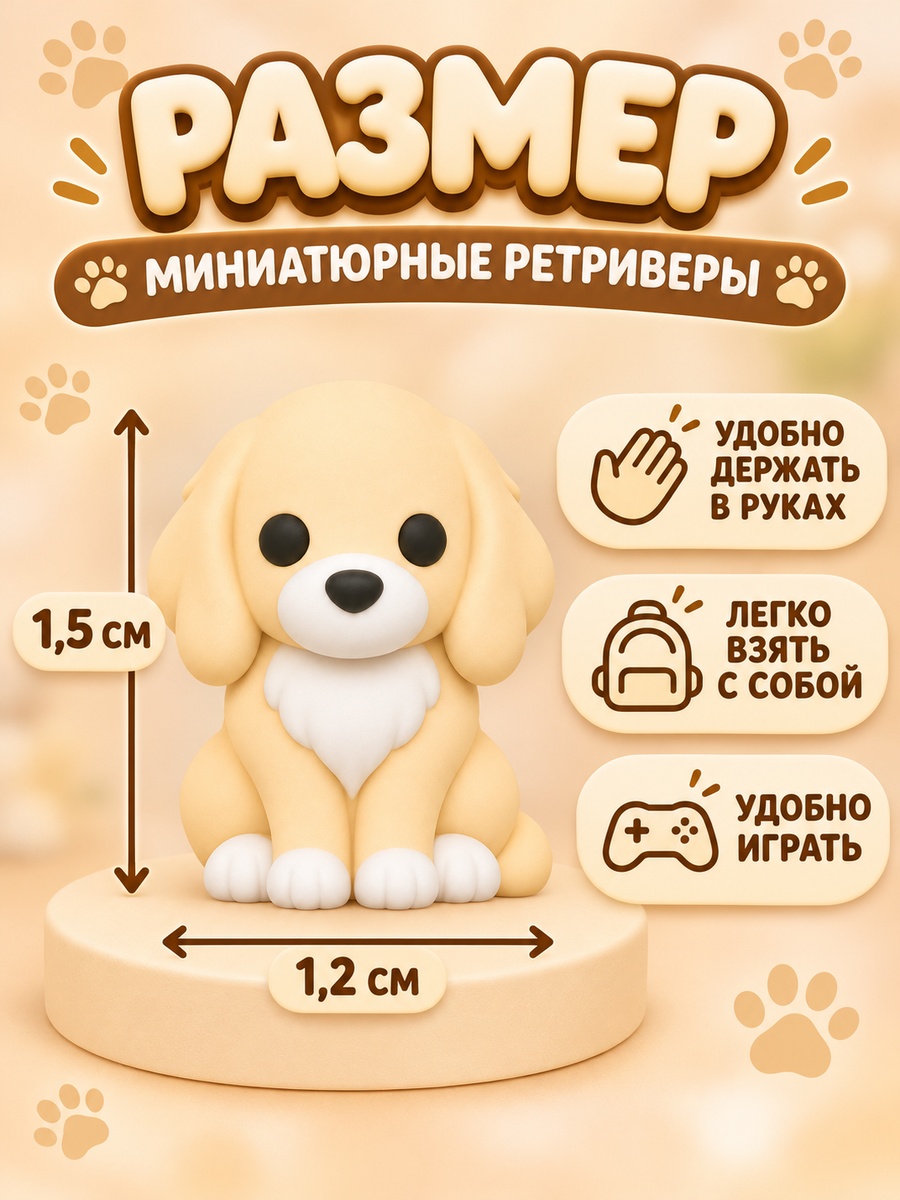 РАЗМЕР
МИНИАТЮРНЫЕ РЕТРИВЕРЫ
УДОБНО
ДЕРЖАТЬ
В РУКАХ
1,5 см
ЛЕГКО
ВЗЯТЬ
С СОБОЙ
УДОБНО
ИГРАТЬ
1,2 см